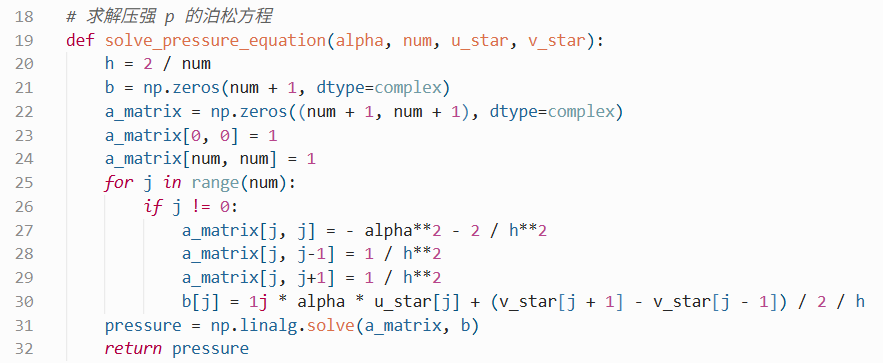 18 # 求解压强 p 的泊松方程
19 def solve_pressure_equation(alpha, num, u_star, v_star):
20     h = 2 / num
21     b = np.zeros(num + 1, dtype=complex)
22     a_matrix = np.zeros((num + 1, num + 1), dtype=complex)
23     a_matrix[0, 0] = 1
24     a_matrix[num, num] = 1
25     for j in range(num):
26         if j != 0:
27             a_matrix[j, j] = - alpha**2 - 2 / h**2
28             a_matrix[j, j-1] = 1 / h**2
29             a_matrix[j, j+1] = 1 / h**2
30             b[j] = 1j * alpha * u_star[j] + (v_star[j + 1] - v_star[j - 1]) / 2 / h
31     pressure = np.linalg.solve(a_matrix, b)
32     return pressure